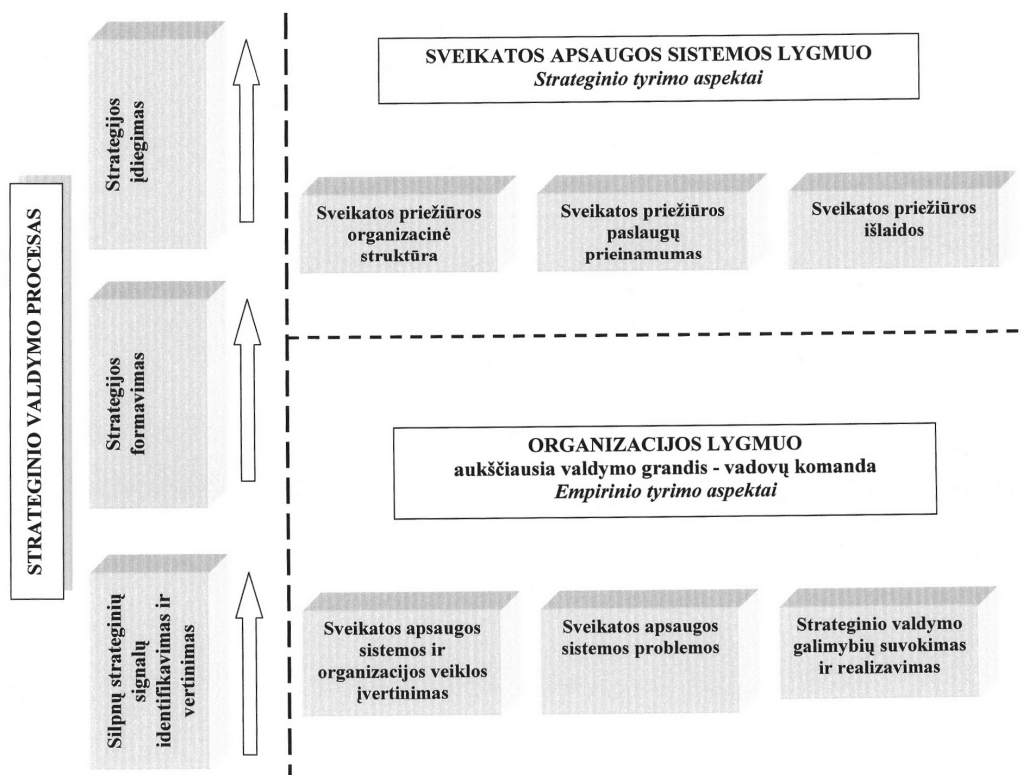 STRATEGINIO VALDYMO PROCESAS
Strategijos
įdiegimas
Strategijos
formavimas
Silpnų strateginių
signalų
identifikavimas ir
vertinimas
SVEIKATOS APSAUGOS SISTEMOS LYGMUO
Strateginio tyrimo aspektai
Sveikatos priežiūros
organizacinė
struktūra
Sveikatos priežiūros
paslaugų
prieinamumas
Sveikatos priežiūros
išlaidos
ORGANIZACIJOS LYGMUO
aukščiausia valdymo grandis - vadovų komanda
Empirinio tyrimo aspektai
Sveikatos apsaugos
sistemos ir
organizacijos veiklos
įvertinimas
Sveikatos apsaugos
sistemos problemos
Strateginio valdymo
galimybių suvokimas
ir realizavimas